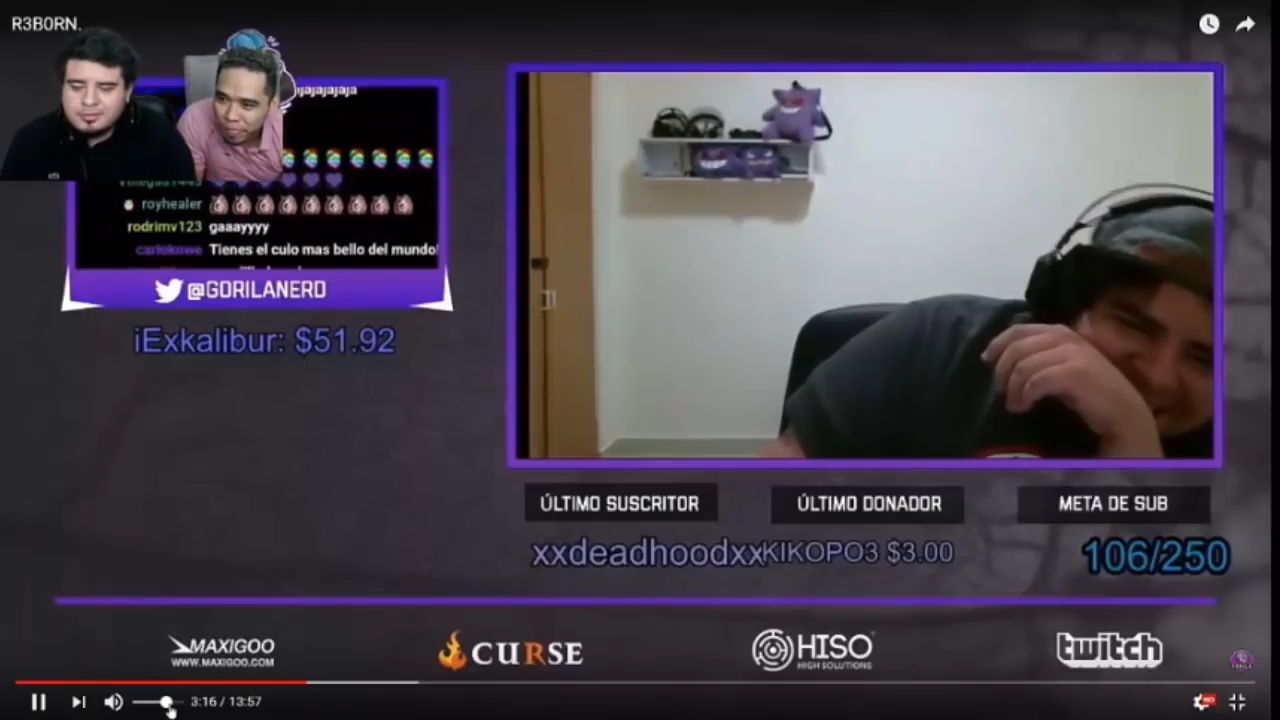 R3B0RN.
jajajajaja
royhealer
rodrimv123 gaaayyyy
carlokowe Tienes el culo mas bello del mundo!
@GORILANERD
iExkalibur: $51.92
ÚLTIMO SUSCRITOR
ÚLTIMO DONADOR
META DE SUB
xxdeadhoodxx
KIKOPO3 $3.00
106/250
MAXIGOO
WWW.MAXIGOO.COM
CURSE
HISO
HIGH SOLUTIONS
twitch
3:16 / 13:57